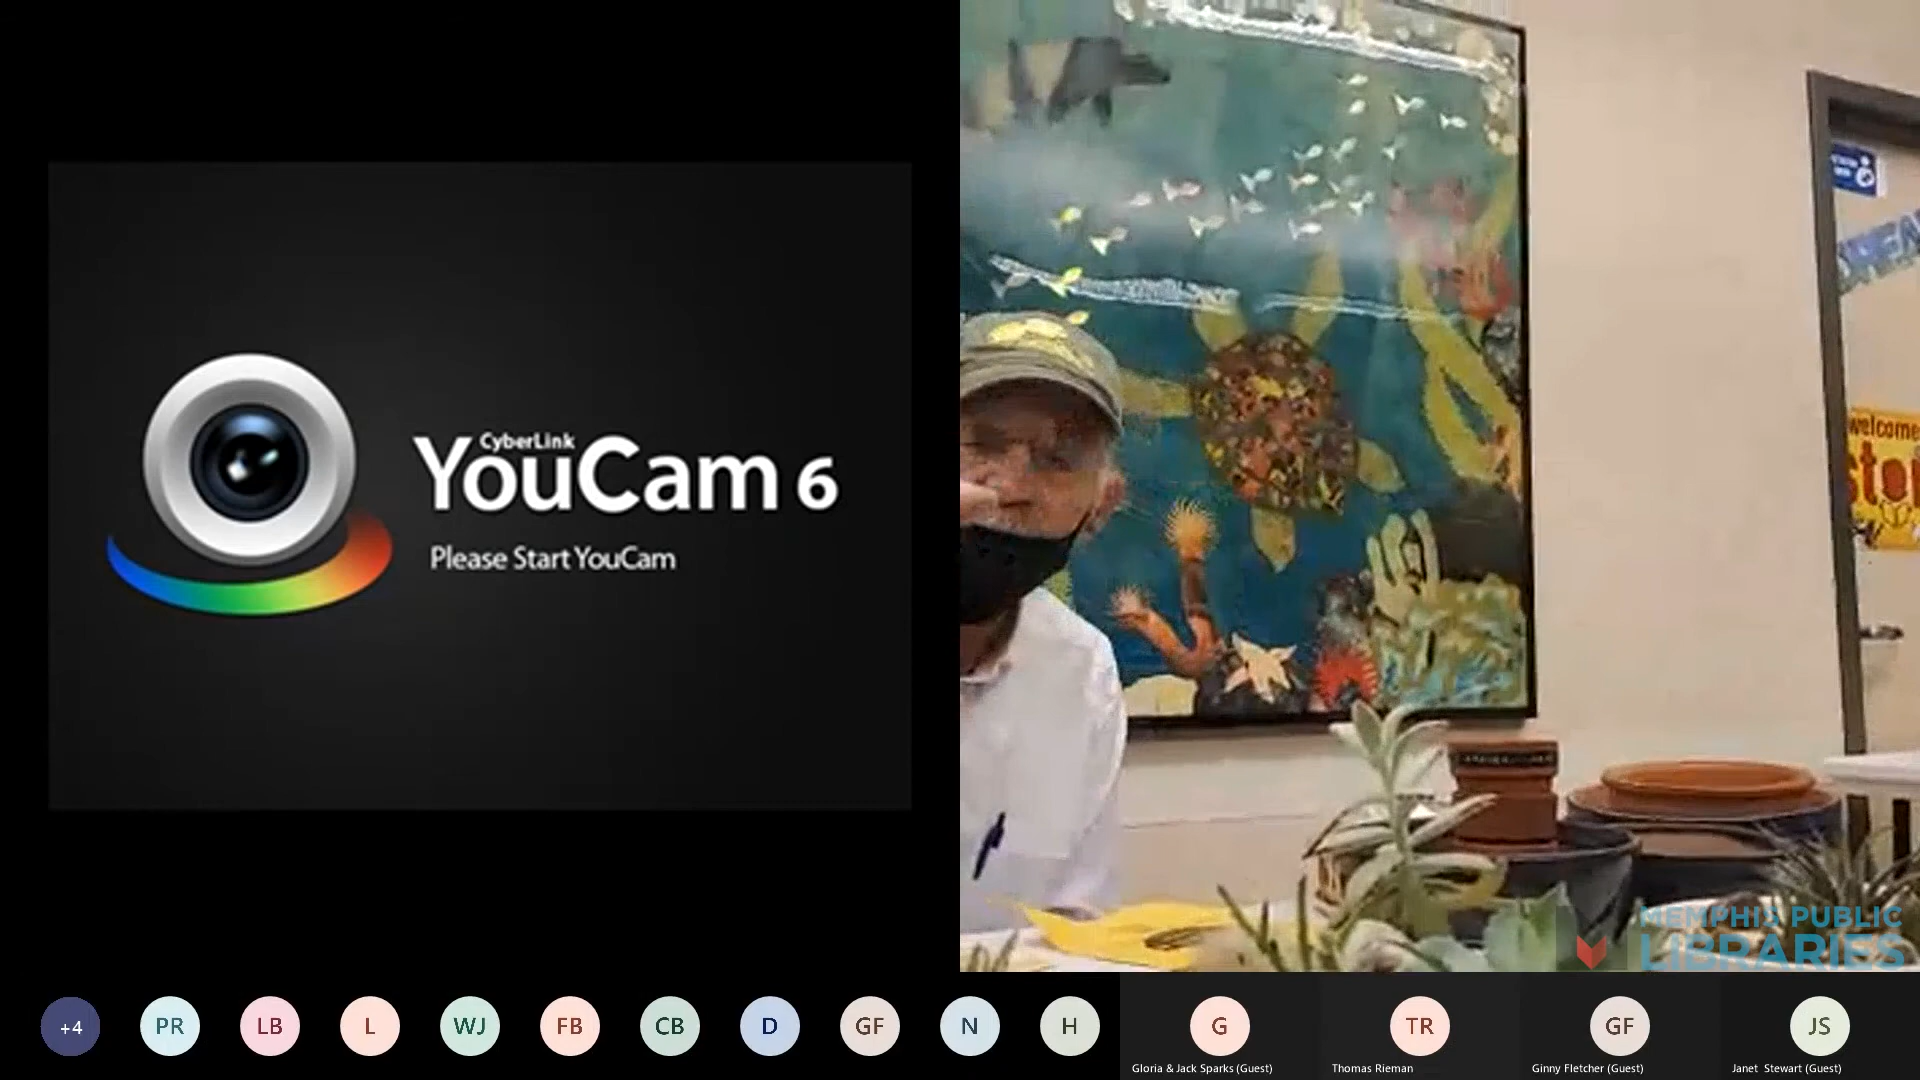 CyberLink
YouCam 6
Please Start YouCam
welcome
stor
MEMPHIS PUBLIC
LIBRARIES
+4
PR
LB
L
WJ
FB
CB
D
GF
N
H
G
TR
GF
JS
Gloria & Jack Sparks (Guest)
Thomas Rieman
Ginny Fletcher (Guest)
Janet Stewart (Guest)